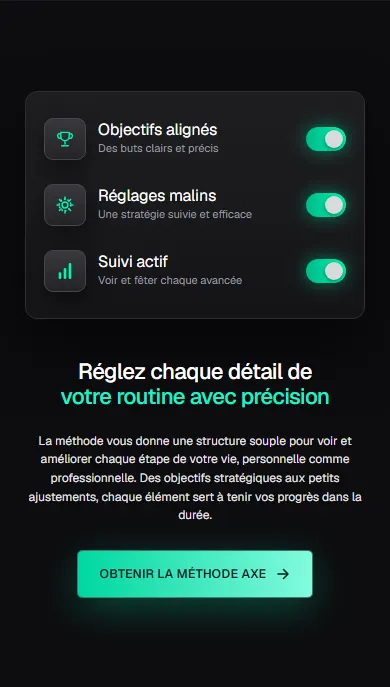 Objectifs alignés
Des buts clairs et précis
Réglages malins
Une stratégie suivie et efficace
Suivi actif
Voir et fêter chaque avancée
Réglez chaque détail de
votre routine avec précision
La méthode vous donne une structure souple pour voir et
améliorer chaque étape de votre vie, personnelle comme
professionnelle. Des objectifs stratégiques aux petits
ajustements, chaque élément sert à tenir vos progrès dans la
durée.
OBTENIR LA MÉTHODE AXE